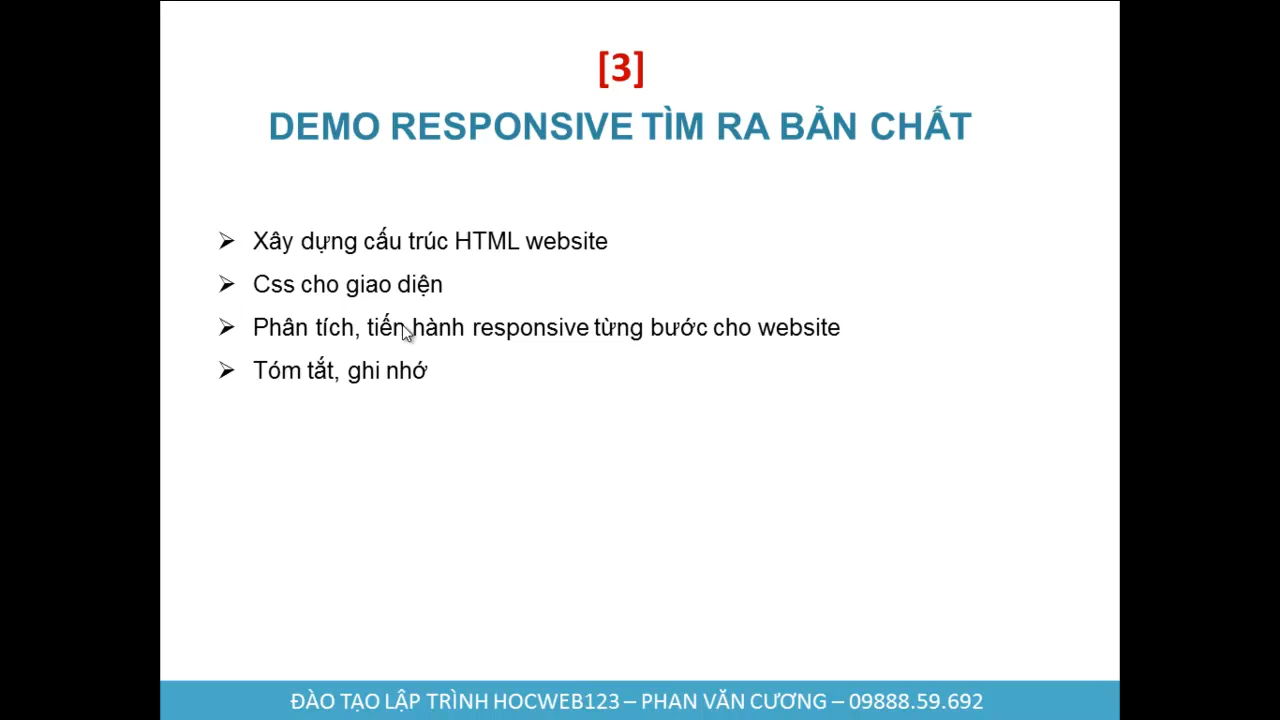 [3]
DEMO RESPONSIVE TÌM RA BẢN CHẤT
Xây dựng cấu trúc HTML website
Css cho giao diện
Phân tích, tiến hành responsive từng bước cho website
Tóm tắt, ghi nhớ
ĐÀO TẠO LẬP TRÌNH HOCWEB123 – PHAN VĂN CƯƠNG – 09888.59.692